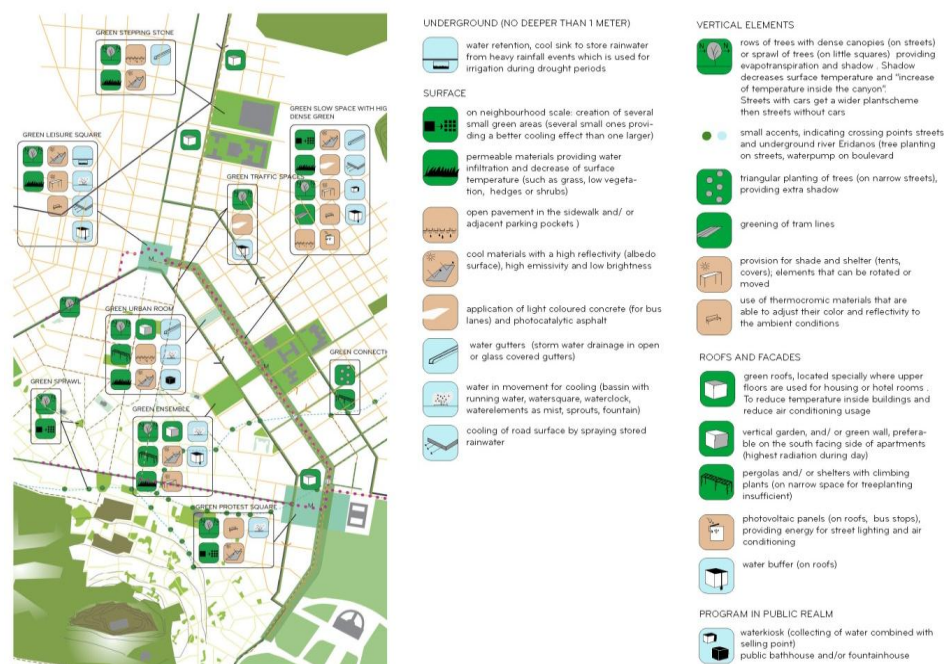 GREEN STEPPING STONE
GREEN LEISURE SQUARE
GREEN SLOW SPACE WITH HIGH
DENSE GREEN
GREEN TRAFFIC SPACES
GREEN URBAN ROOM
GREEN CONNECTI
GREEN SPRAWL
GREEN ENSEMBLE
GREEN PROTEST SQUARE
UNDERGROUND (NO DEEPER THAN 1 METER)
water retention, cool sink to store rainwater
from heavy rainfall events which is used for
irrigation during drought periods
SURFACE
on neighbourhood scale: creation of several
small green areas (several small ones provi-
ding a better cooling effect than one larger)
permeable materials providing water
infiltration and decrease of surface
temperature (such as grass, low vegeta-
tion, hedges or shrubs)
open pavement in the sidewalk and/ or
adjacent parking pockets )
cool materials with a high reflectivity (albedo
surface), high emissivity and low brightness
application of light coloured concrete (for bus
lanes) and photocatalytic asphalt
water gutters (storm water drainage in open
or glass covered gutters)
water in movement for cooling (bassin with
running water, watersquare, waterclock,
waterelements as mist, sprouts, fountain)
cooling of road surface by spraying stored
rainwater
VERTICAL ELEMENTS
rows of trees with dense canopies (on streets)
or sprawl of trees (on little squares) providing
evapotranspiration and shadow . Shadow
decreases surface temperature and "increase
of temperature inside the canyon".
Streets with cars get a wider plantscheme
then streets without cars
small accents, indicating crossing points streets
and underground river Eridanos (tree planting
on streets, waterpump on boulevard
triangular planting of trees (on narrow streets),
providing extra shadow
greening of tram lines
provision for shade and shelter (tents,
covers); elements that can be rotated or
moved
use of thermocromic materials that are
able to adjust their color and reflectivity to
the ambient conditions
ROOFS AND FACADES
green roofs, located specially where upper
floors are used for housing or hotel rooms .
To reduce temperature inside buildings and
reduce air conditioning usage
vertical garden, and/ or green wall, prefera-
ble on the south facing side of apartments
(highest radiation during day)
pergolas and/ or shelters with climbing
plants (on narrow space for treeplanting
insufficient)
photovoltaic panels (on roofs, bus stops),
providing energy for street lighting and air
conditioning
water buffer (on roofs)
PROGRAM IN PUBLIC REALM
waterkiosk (collecting of water combined with
selling point)
public bathhouse and/or fountainhouse